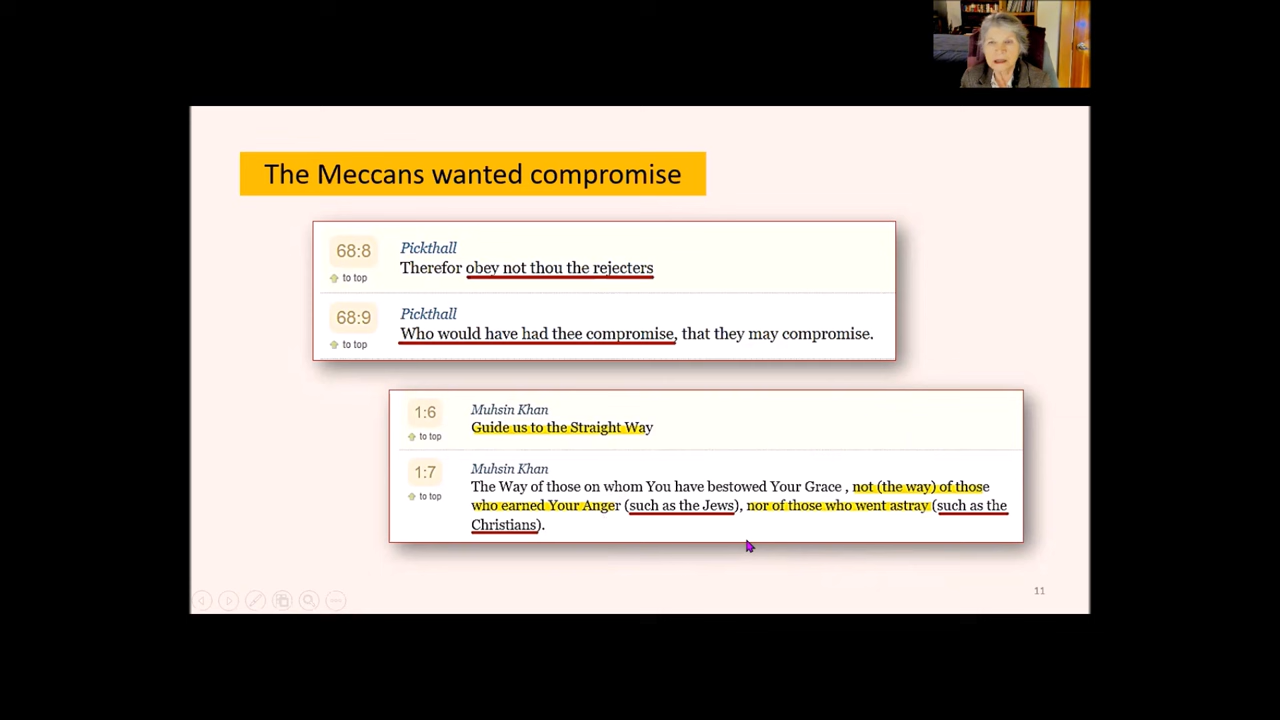 The Meccans wanted compromise
68:8
to top
Pickthall
Therefor obey not thou the rejecters
68:9
to top
Pickthall
Who would have had thee compromise, that they may compromise.
1:6
to top
Muhsin Khan
Guide us to the Straight Way
1:7
to top
Muhsin Khan
The Way of those on whom You have bestowed Your Grace , not (the way) of those
who earned Your Anger (such as the Jews), nor of those who went astray (such as the
Christians).
11